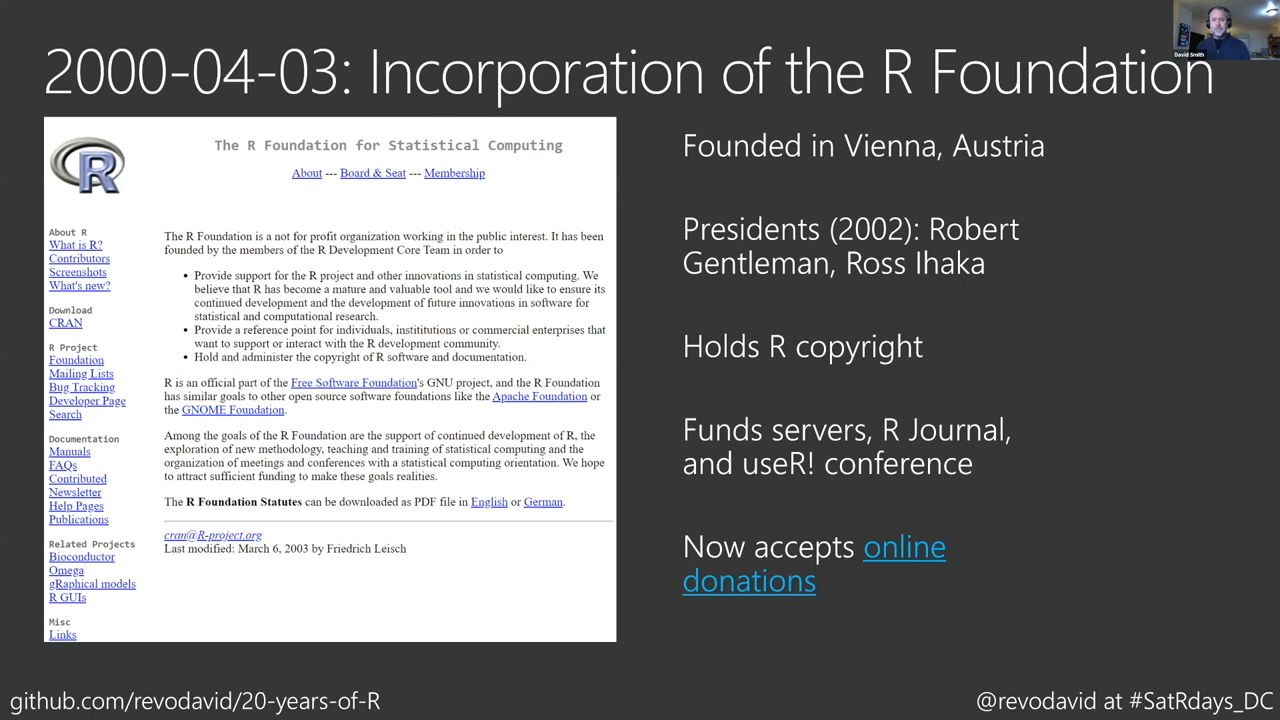 2000-04-03: Incorporation of the R Foundation
David Smith
R
The R Foundation for Statistical Computing
About --- Board & Seat --- Membership
About R
What is R?
Contributors
Screenshots
What's new?
Download
CRAN
R Project
Foundation
Mailing Lists
Bug Tracking
Developer Page
Search
Documentation
Manuals
FAQs
Contributed
Newsletter
Help Pages
Publications
Related Projects
Bioconductor
Omega
gRaphical models
R GUIs
Misc
Links
The R Foundation is a not for profit organization working in the public interest. It has been
founded by the members of the R Development Core Team in order to
• Provide support for the R project and other innovations in statistical computing. We
believe that R has become a mature and valuable tool and we would like to ensure its
continued development and the development of future innovations in software for
statistical and computational research.
• Provide a reference point for individuals, instititutions or commercial enterprises that
want to support or interact with the R development community.
• Hold and administer the copyright of R software and documentation.
R is an official part of the Free Software Foundation's GNU project, and the R Foundation
has similar goals to other open source software foundations like the Apache Foundation or
the GNOME Foundation.
Among the goals of the R Foundation are the support of continued development of R, the
exploration of new methodology, teaching and training of statistical computing and the
organization of meetings and conferences with a statistical computing orientation. We hope
to attract sufficient funding to make these goals realities.
The R Foundation Statutes can be downloaded as PDF file in English or German.
cran@R-project.org
Last modified: March 6, 2003 by Friedrich Leisch
Founded in Vienna, Austria
Presidents (2002): Robert
Gentleman, Ross Ihaka
Holds R copyright
Funds servers, R Journal,
and useR! conference
Now accepts online
donations
github.com/revodavid/20-years-of-R
@revodavid at #SatRdays_DC